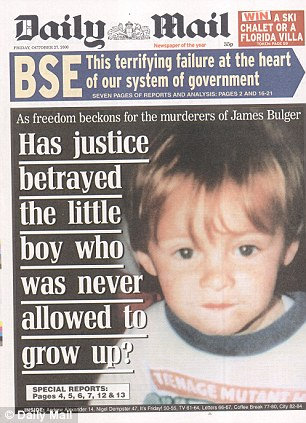 Daily Mail
WIN A SKI
CHALET OR A
FLORIDA VILLA
FRIDAY, OCTOBER 27, 2000
Newspaper of the year
BSE
This terrifying failure at the heart
of our system of government
SEVEN PAGES OF REPORTS AND ANALYSIS: PAGES 2 AND 16-21
As freedom beckons for the murderers of James Bulger
Has justice
betrayed
the little
boy who
was never
allowed to
grow up?
TEENAGE MUTA
SPECIAL REPORTS:
Pages 4, 5, 6, 7, 12 & 13
INSIDE: Andrew Alexander 14, Nigel Dempster 47, It's Friday! 50-55, TV 61-64, Letters 66-67, Coffee Break 77-80, City 82-84
© Daily Mail